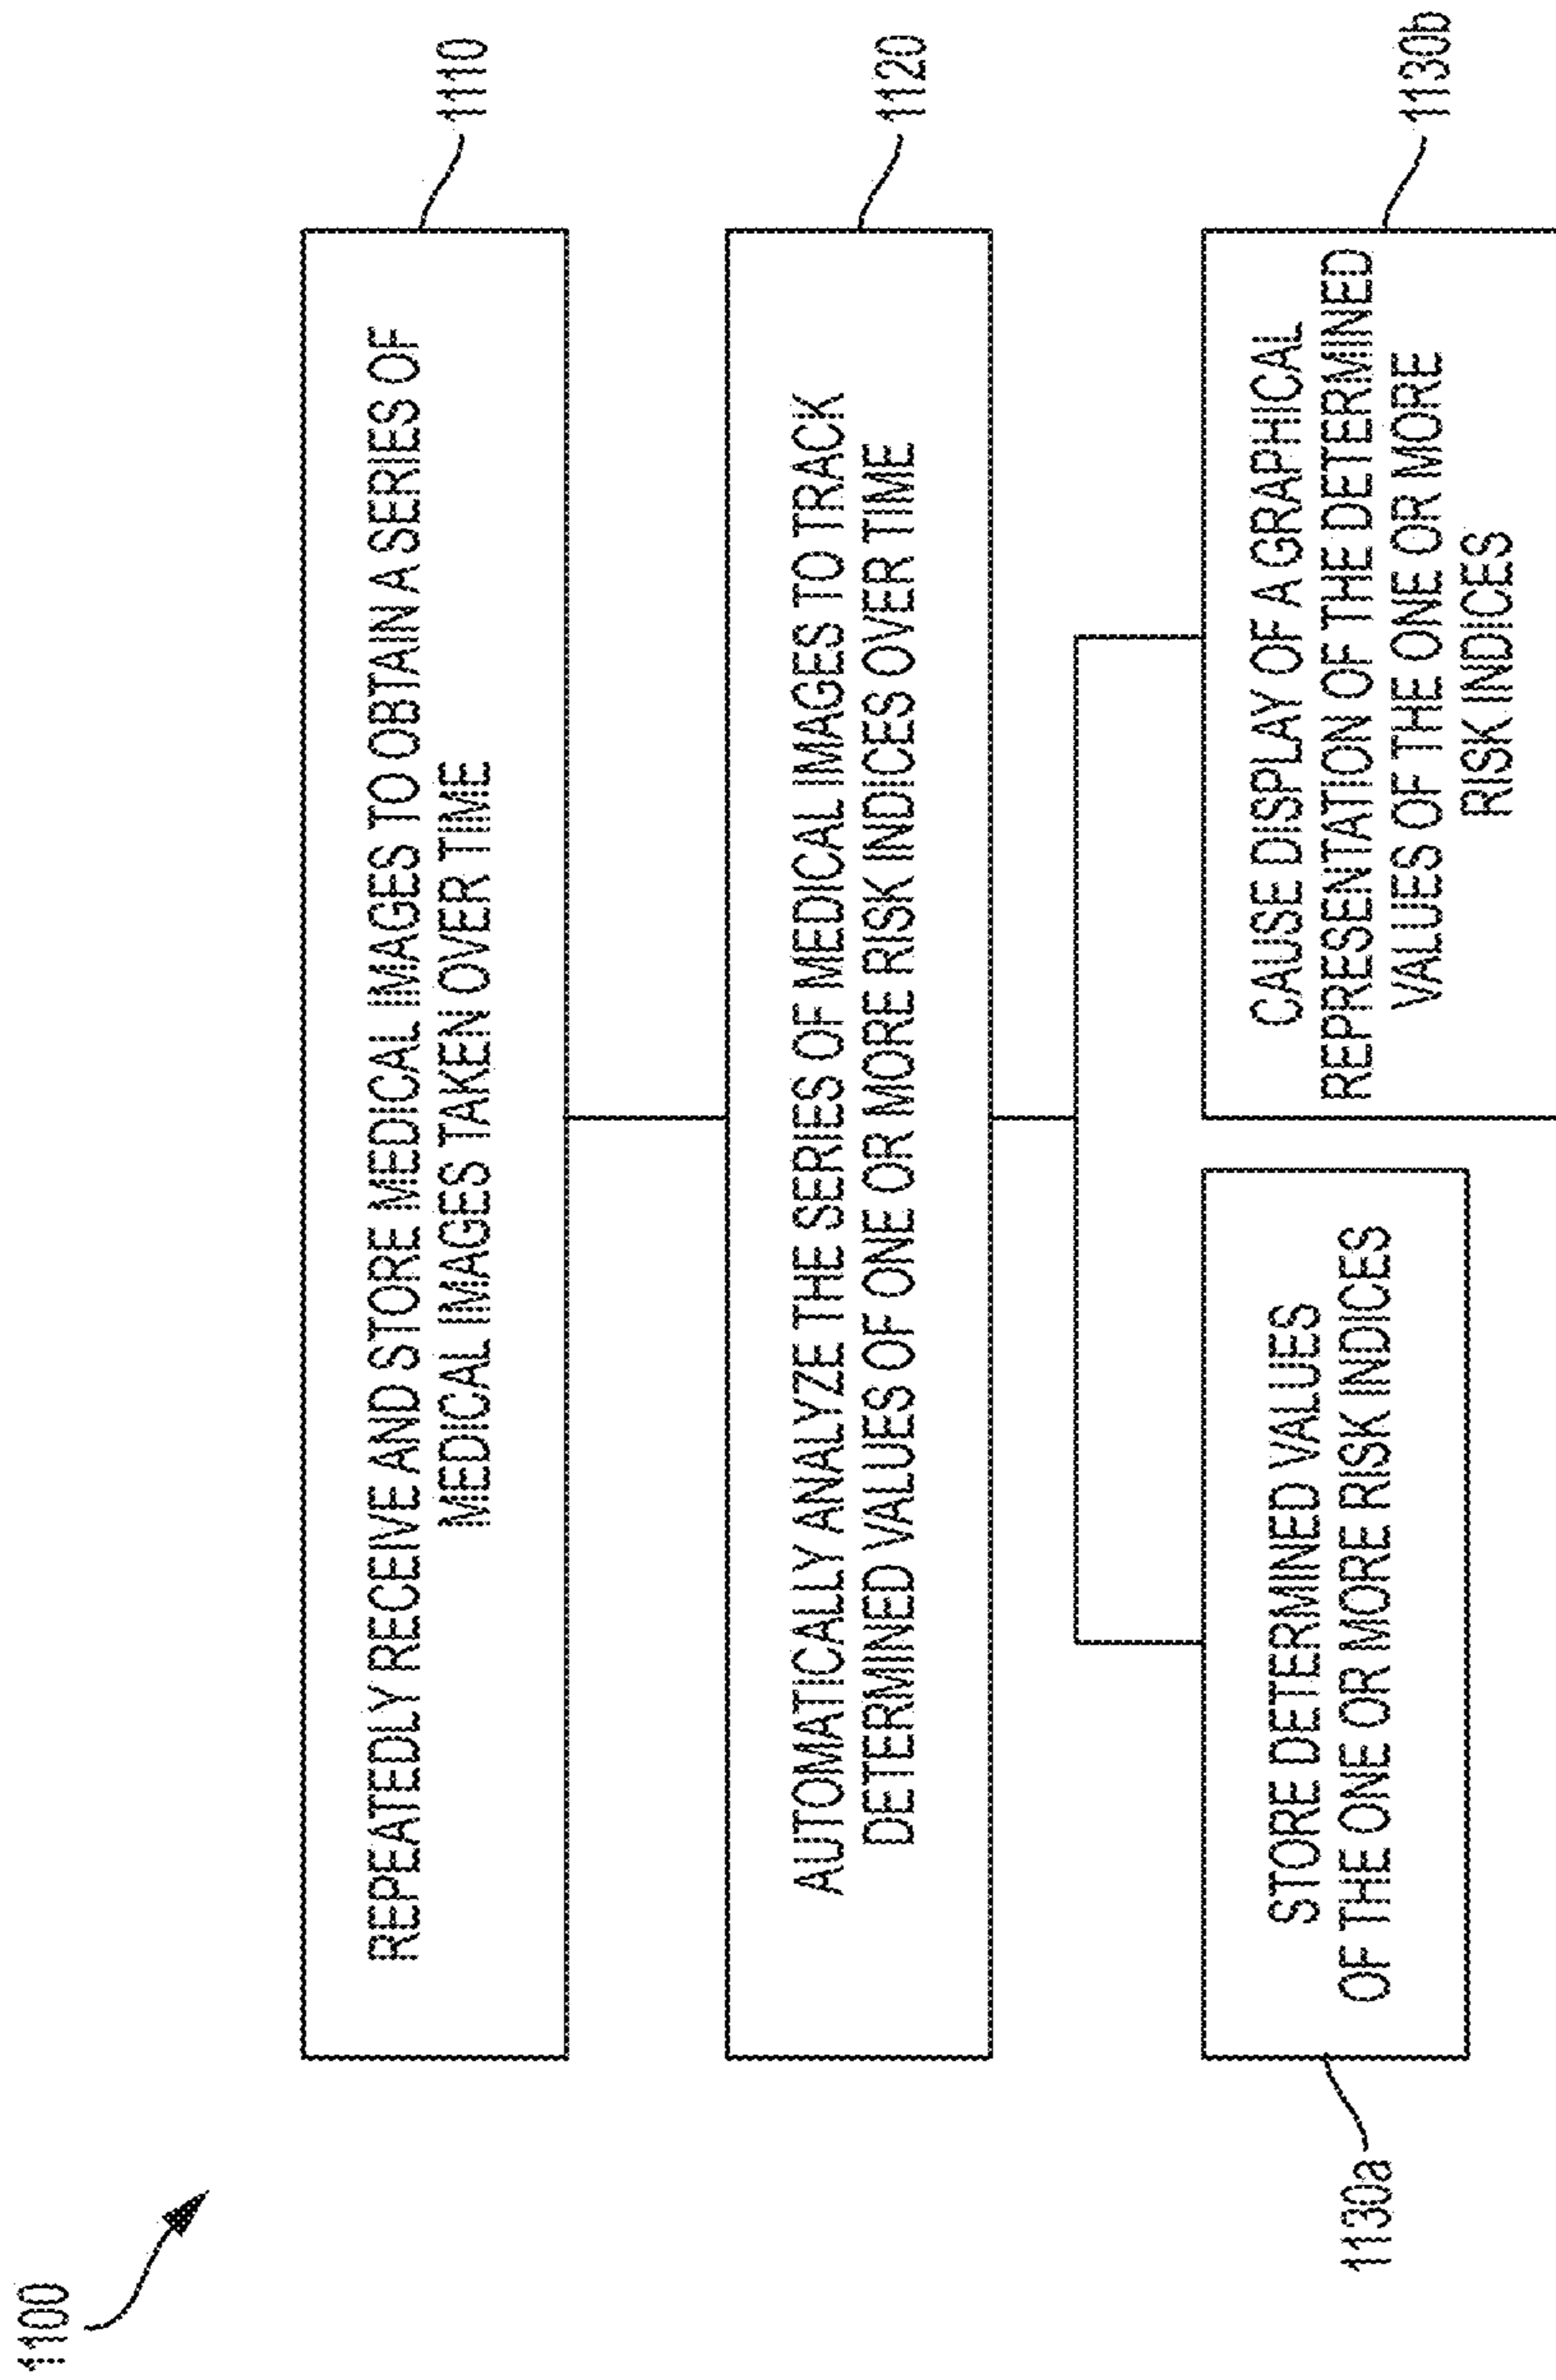 1100
REPEATEDLY RECEIVE AND STORE MEDICAL IMAGES TO OBTAIN A SERIES OF
MEDICAL IMAGES TAKEN OVER TIME
1110
AUTOMATICALLY ANALYZE THE SERIES OF MEDICAL IMAGES TO TRACK
DETERMINED VALUES OF ONE OR MORE RISK INDICES OVER TIME
1120
1130a
STORE DETERMINED VALUES
OF THE ONE OR MORE RISK INDICES
CAUSE DISPLAY OF A GRAPHICAL
REPRESENTATION OF THE DETERMINED
VALUES OF THE ONE OR MORE
RISK INDICES
1130b